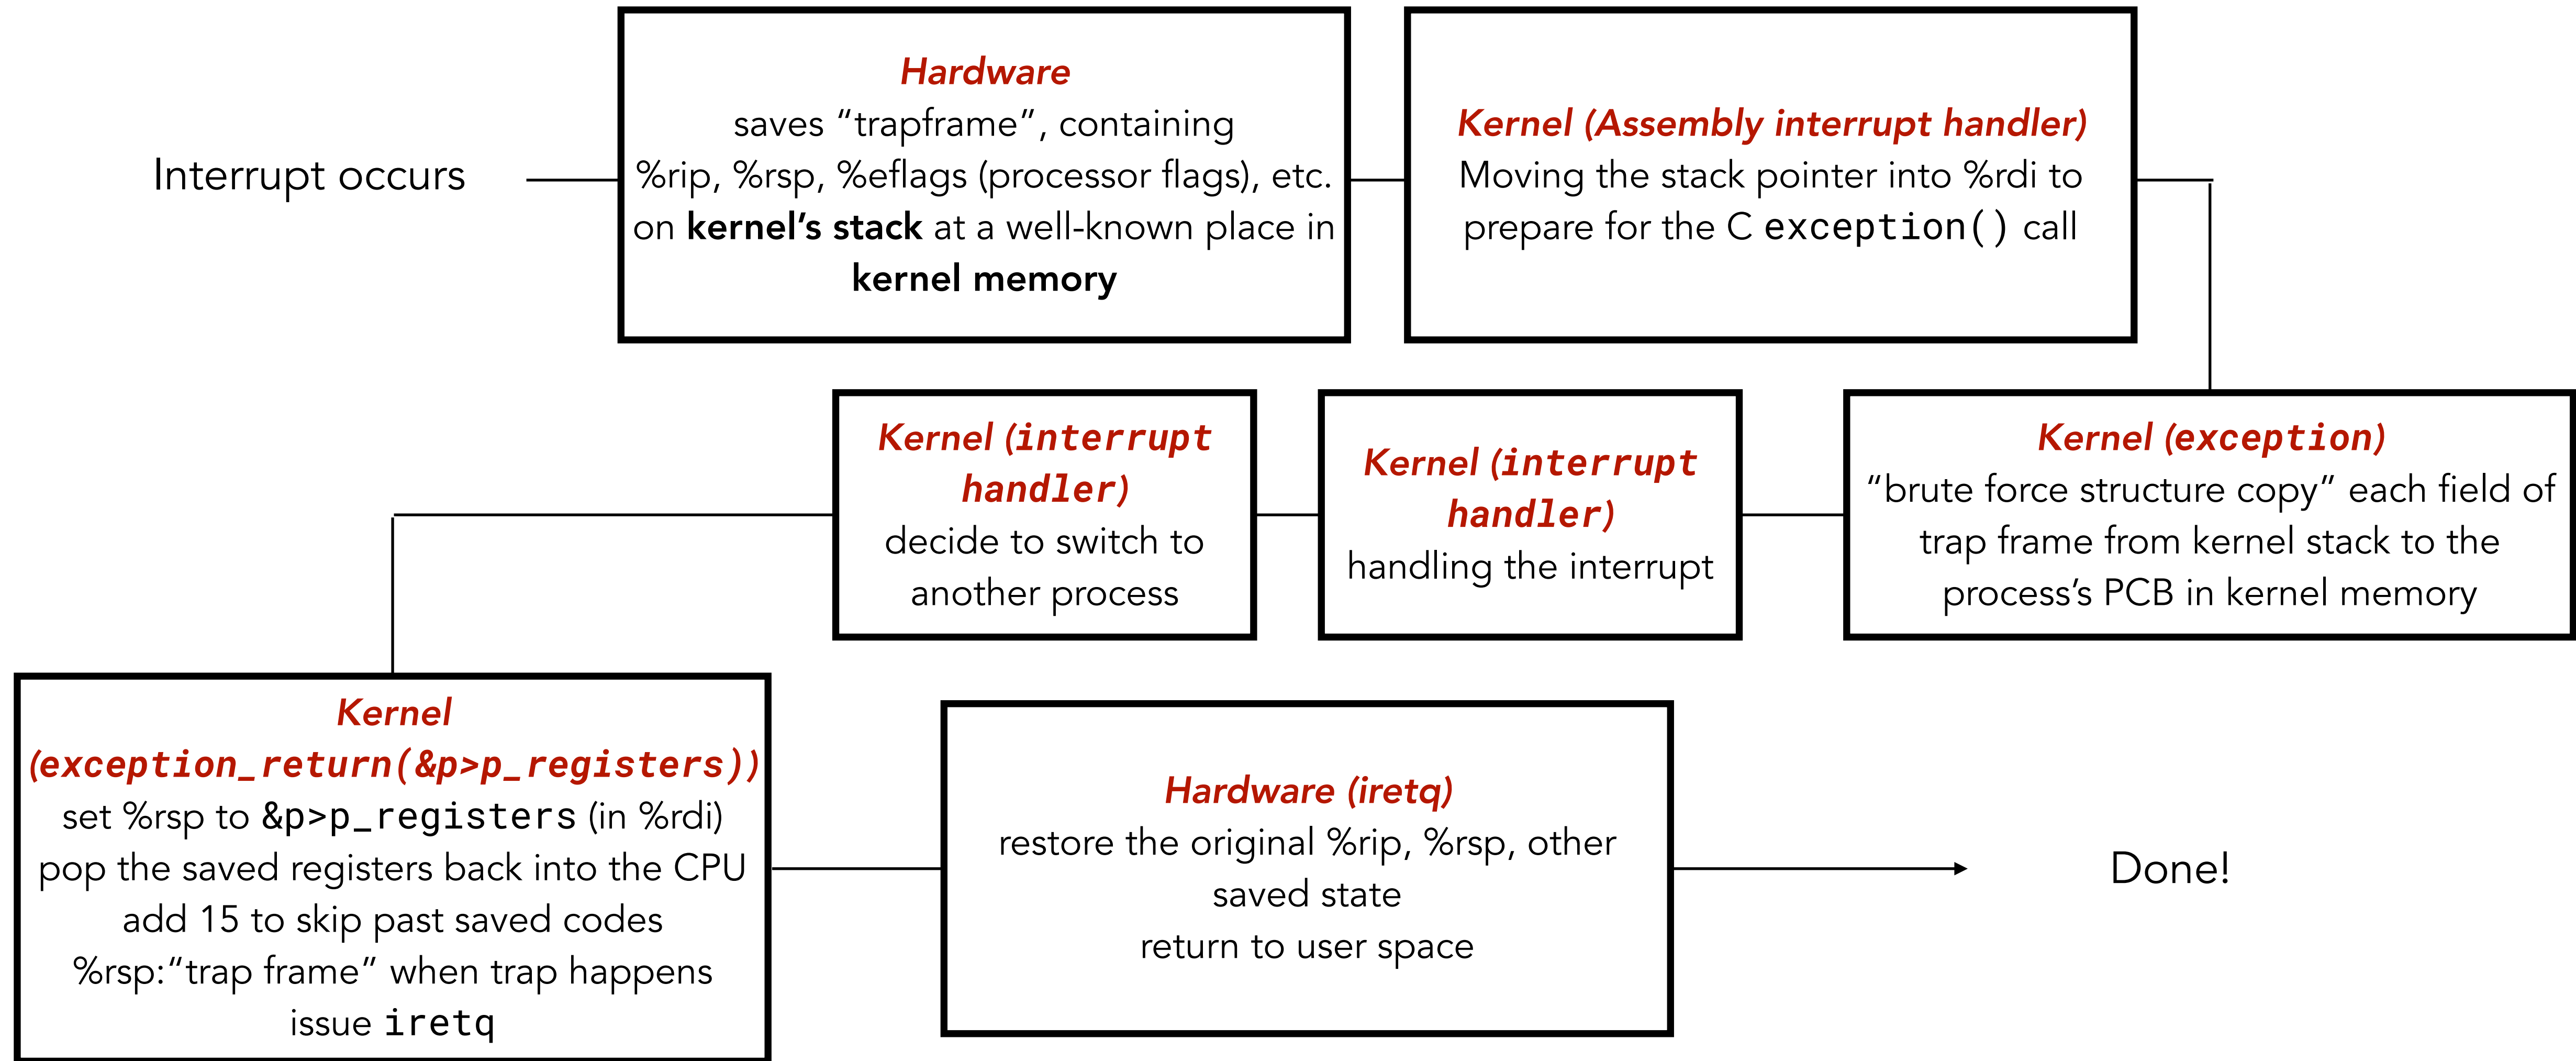 Interrupt occurs
Hardware
saves “trapframe”, containing
%rip, %rsp, %eflags (processor flags), etc.
on kernel’s stack at a well-known place in
kernel memory
Kernel (Assembly interrupt handler)
Moving the stack pointer into %rdi to
prepare for the C exception() call
Kernel (exception)
“brute force structure copy” each field of
trap frame from kernel stack to the
process’s PCB in kernel memory
Kernel (interrupt
handler)
handling the interrupt
Kernel (interrupt
handler)
decide to switch to
another process
Kernel
(exception_return(&p>p_registers))
set %rsp to &p>p_registers (in %rdi)
pop the saved registers back into the CPU
add 15 to skip past saved codes
%rsp:“trap frame” when trap happens
issue iretq
Hardware (iretq)
restore the original %rip, %rsp, other
saved state
return to user space
Done!